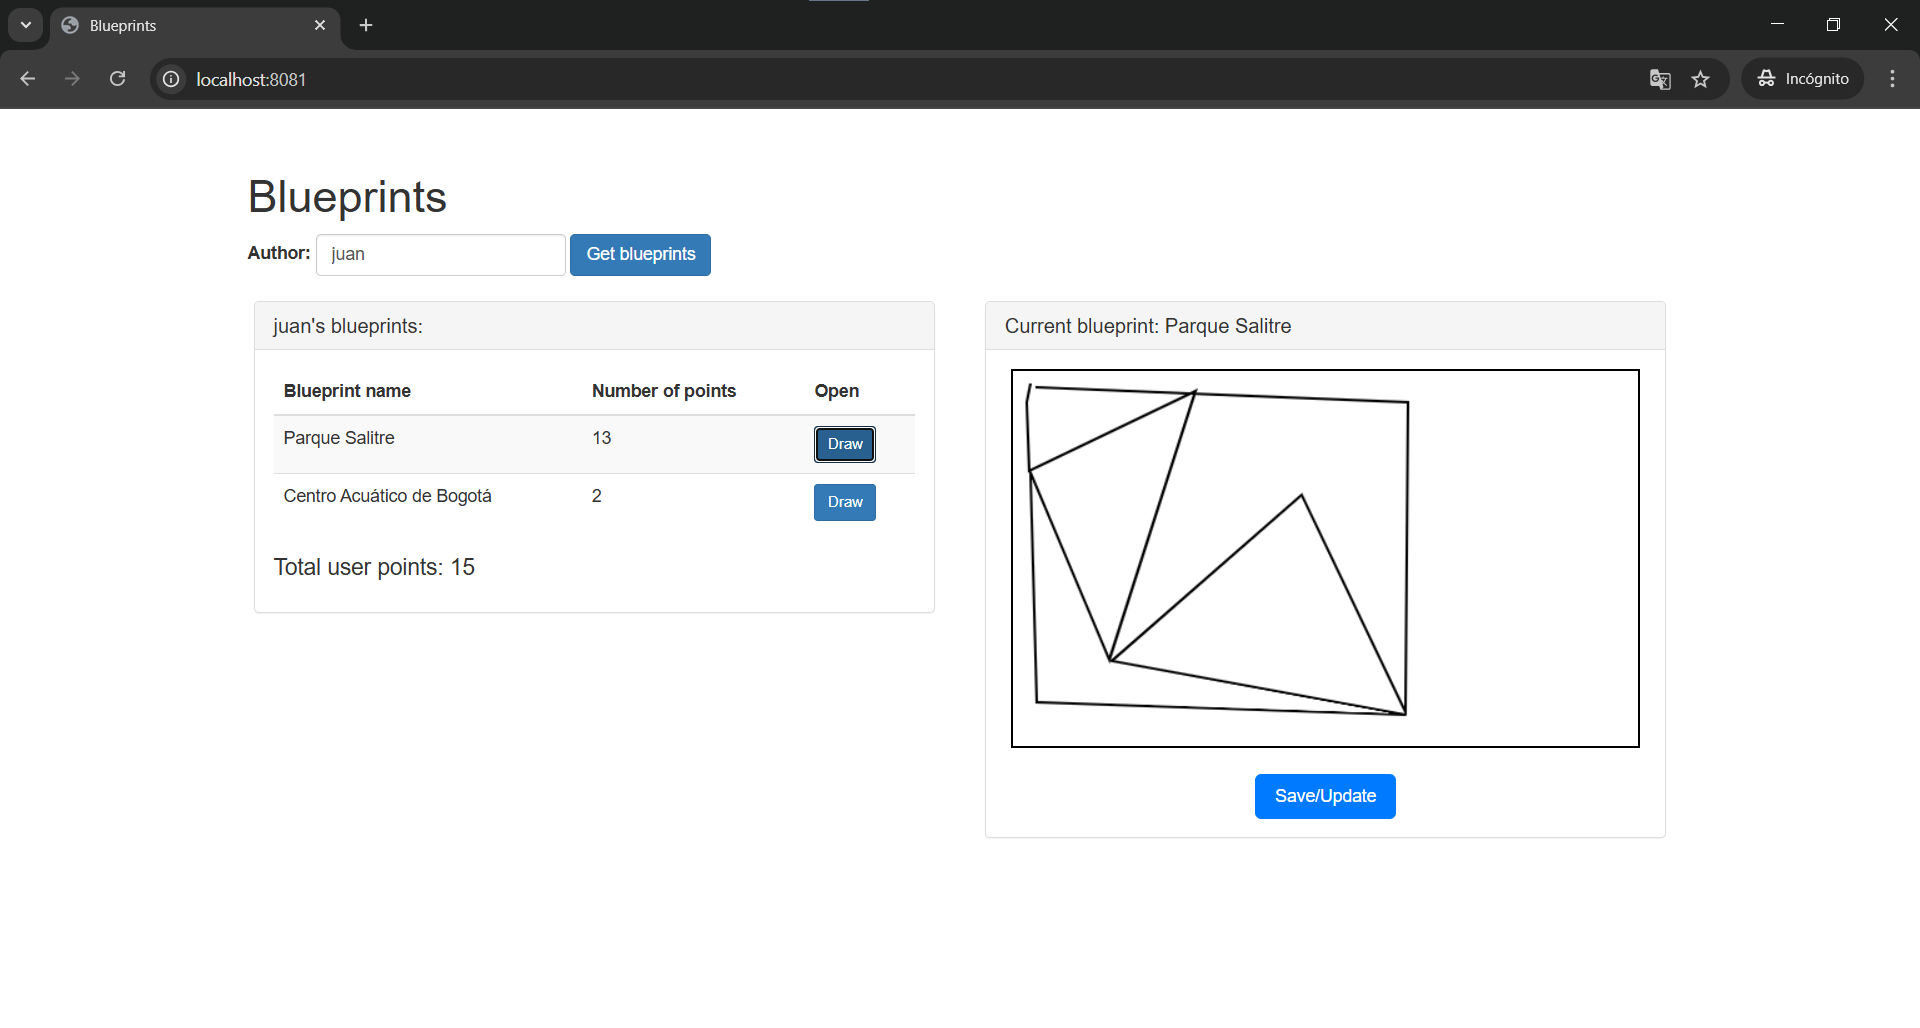 Blueprints
localhost:8081
Incógnito
Blueprints
Author: juan Get blueprints
juan's blueprints:
Blueprint name Number of points Open
Parque Salitre 13 Draw
Centro Acuático de Bogotá 2 Draw
Total user points: 15
Current blueprint: Parque Salitre
Save/Update